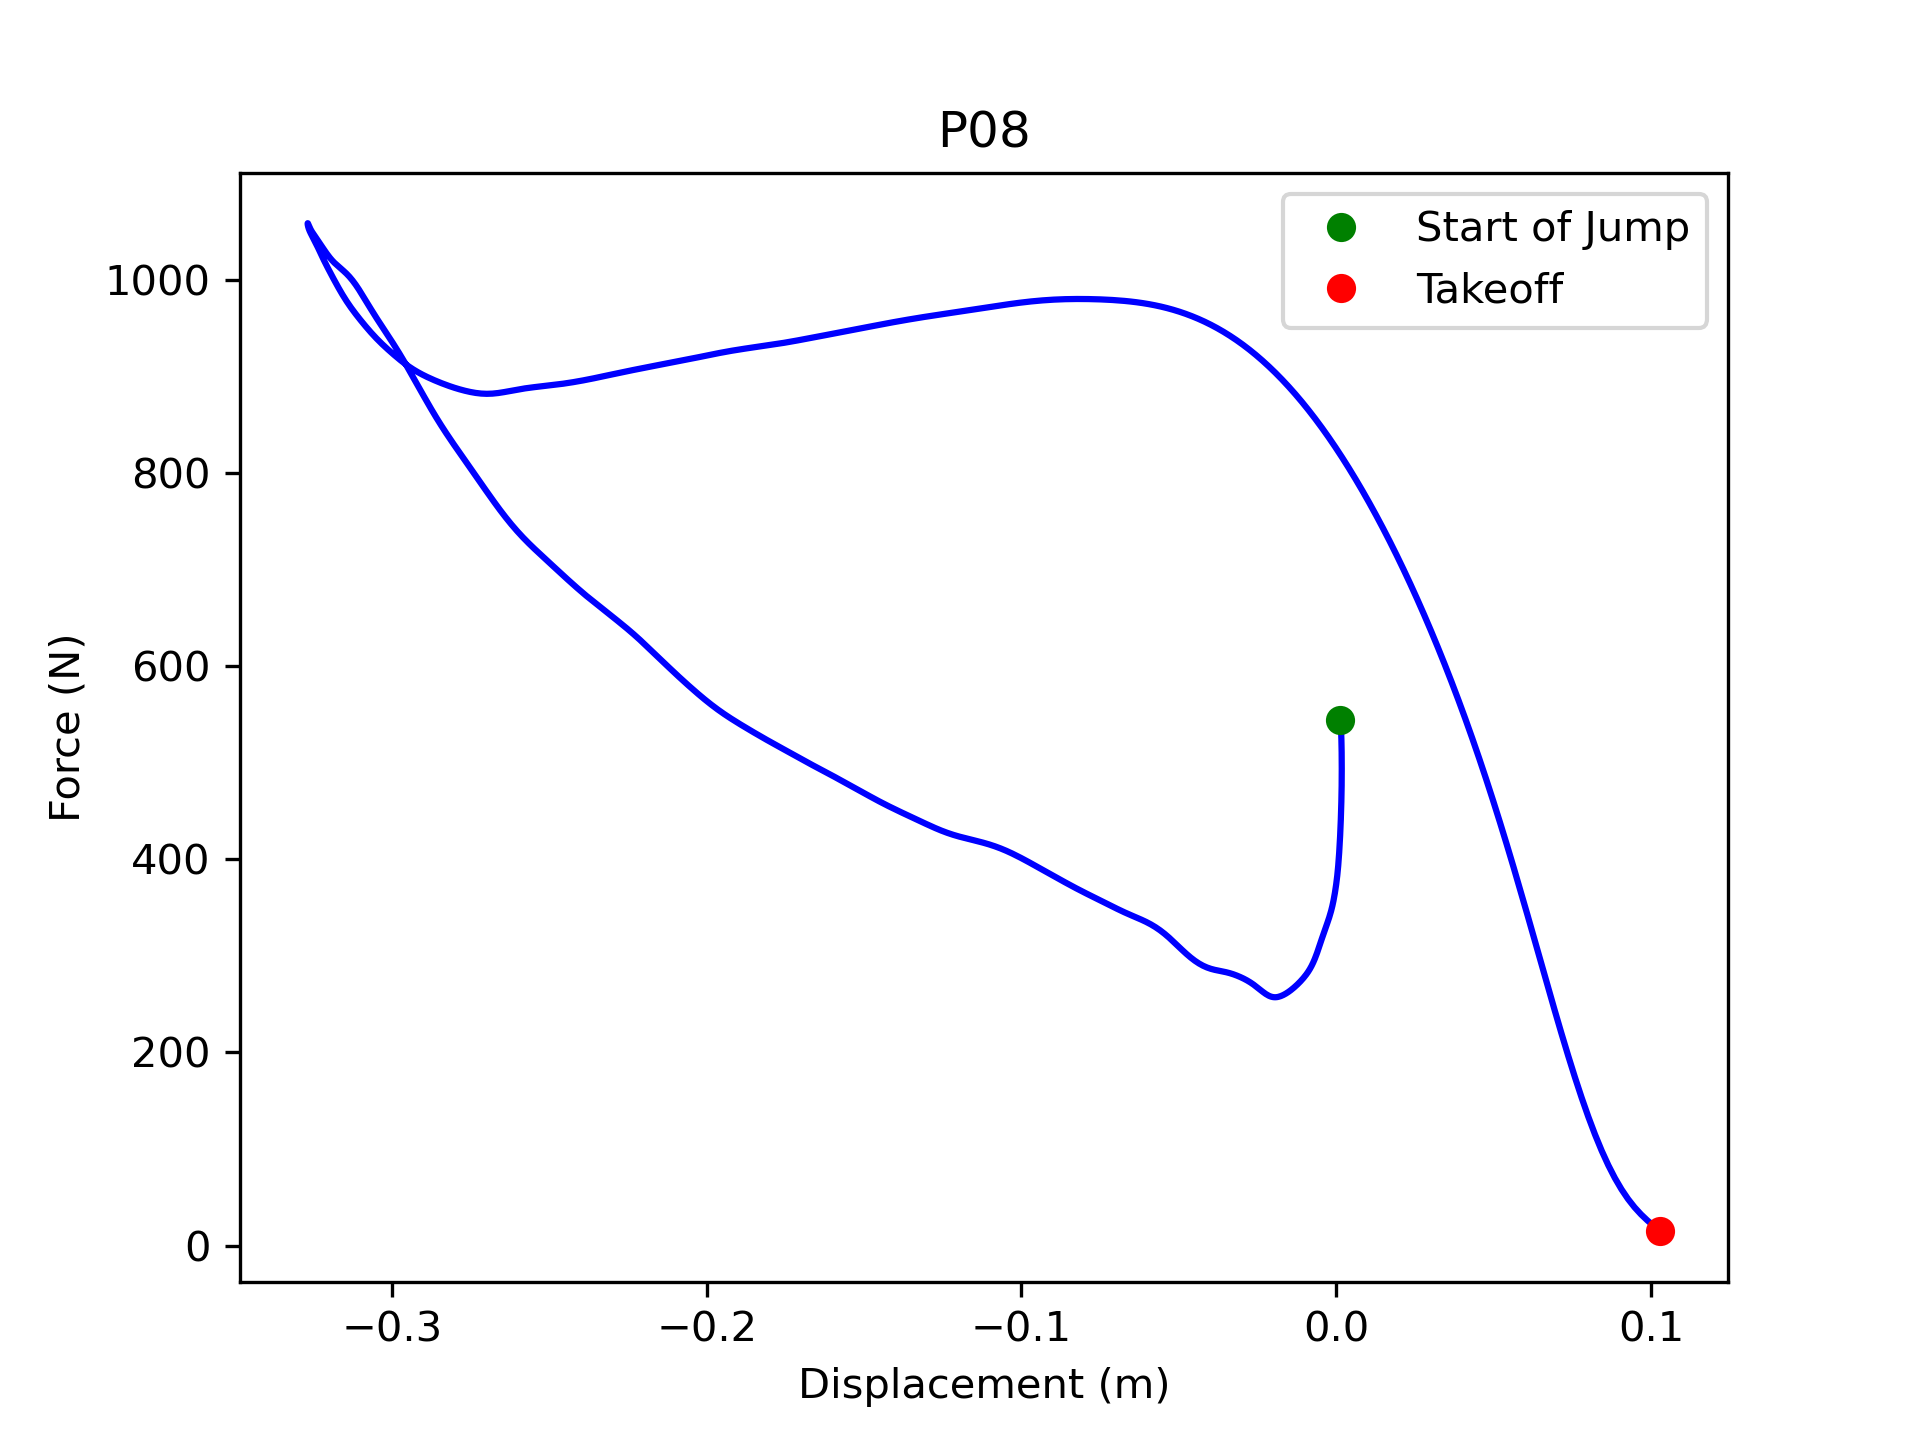 P08
Start of Jump
Takeoff
Force (N)
1000
800
600
400
200
0
−0.3 −0.2 −0.1 0.0 0.1
Displacement (m)